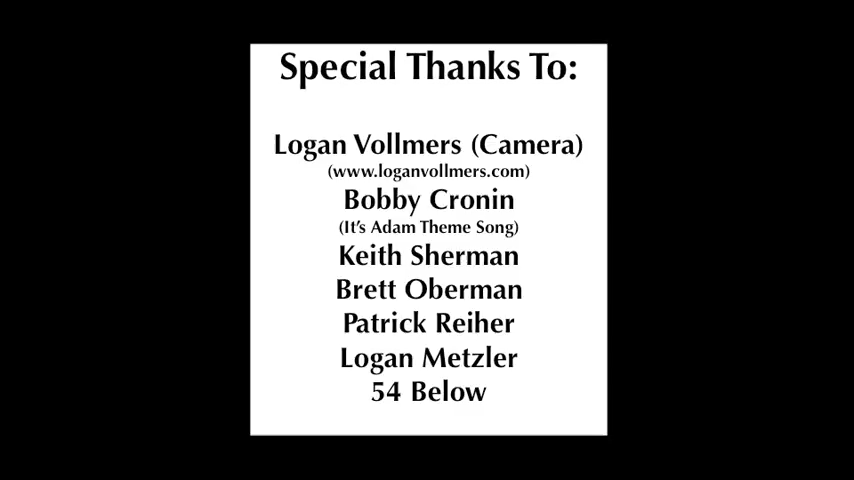 Special Thanks To:
Logan Vollmers (Camera)
(www.loganvollmers.com)
Bobby Cronin
(It's Adam Theme Song)
Keith Sherman
Brett Oberman
Patrick Reiher
Logan Metzler
54 Below